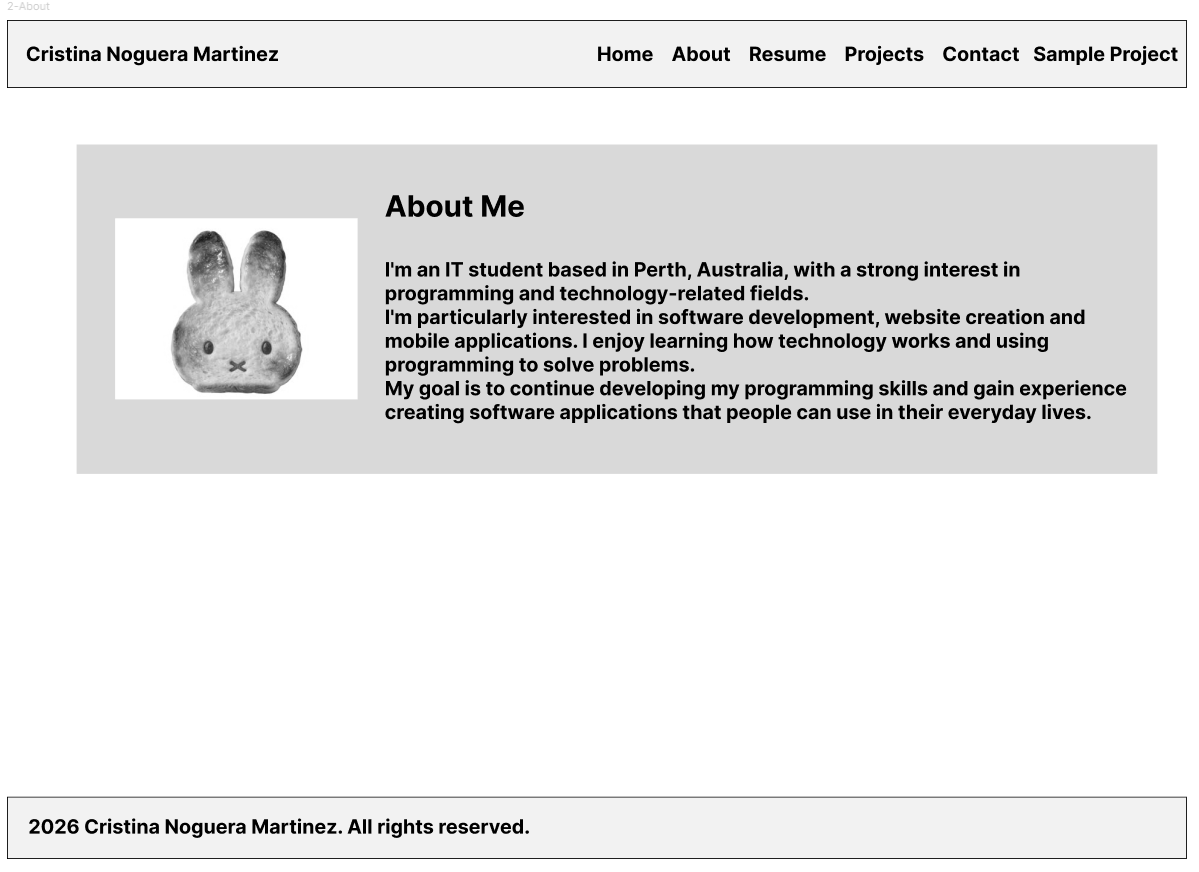 2-About
Cristina Noguera Martinez
Home About Resume Projects Contact Sample Project
About Me
I'm an IT student based in Perth, Australia, with a strong interest in
programming and technology-related fields.
I'm particularly interested in software development, website creation and
mobile applications. I enjoy learning how technology works and using
programming to solve problems.
My goal is to continue developing my programming skills and gain experience
creating software applications that people can use in their everyday lives.
2026 Cristina Noguera Martinez. All rights reserved.